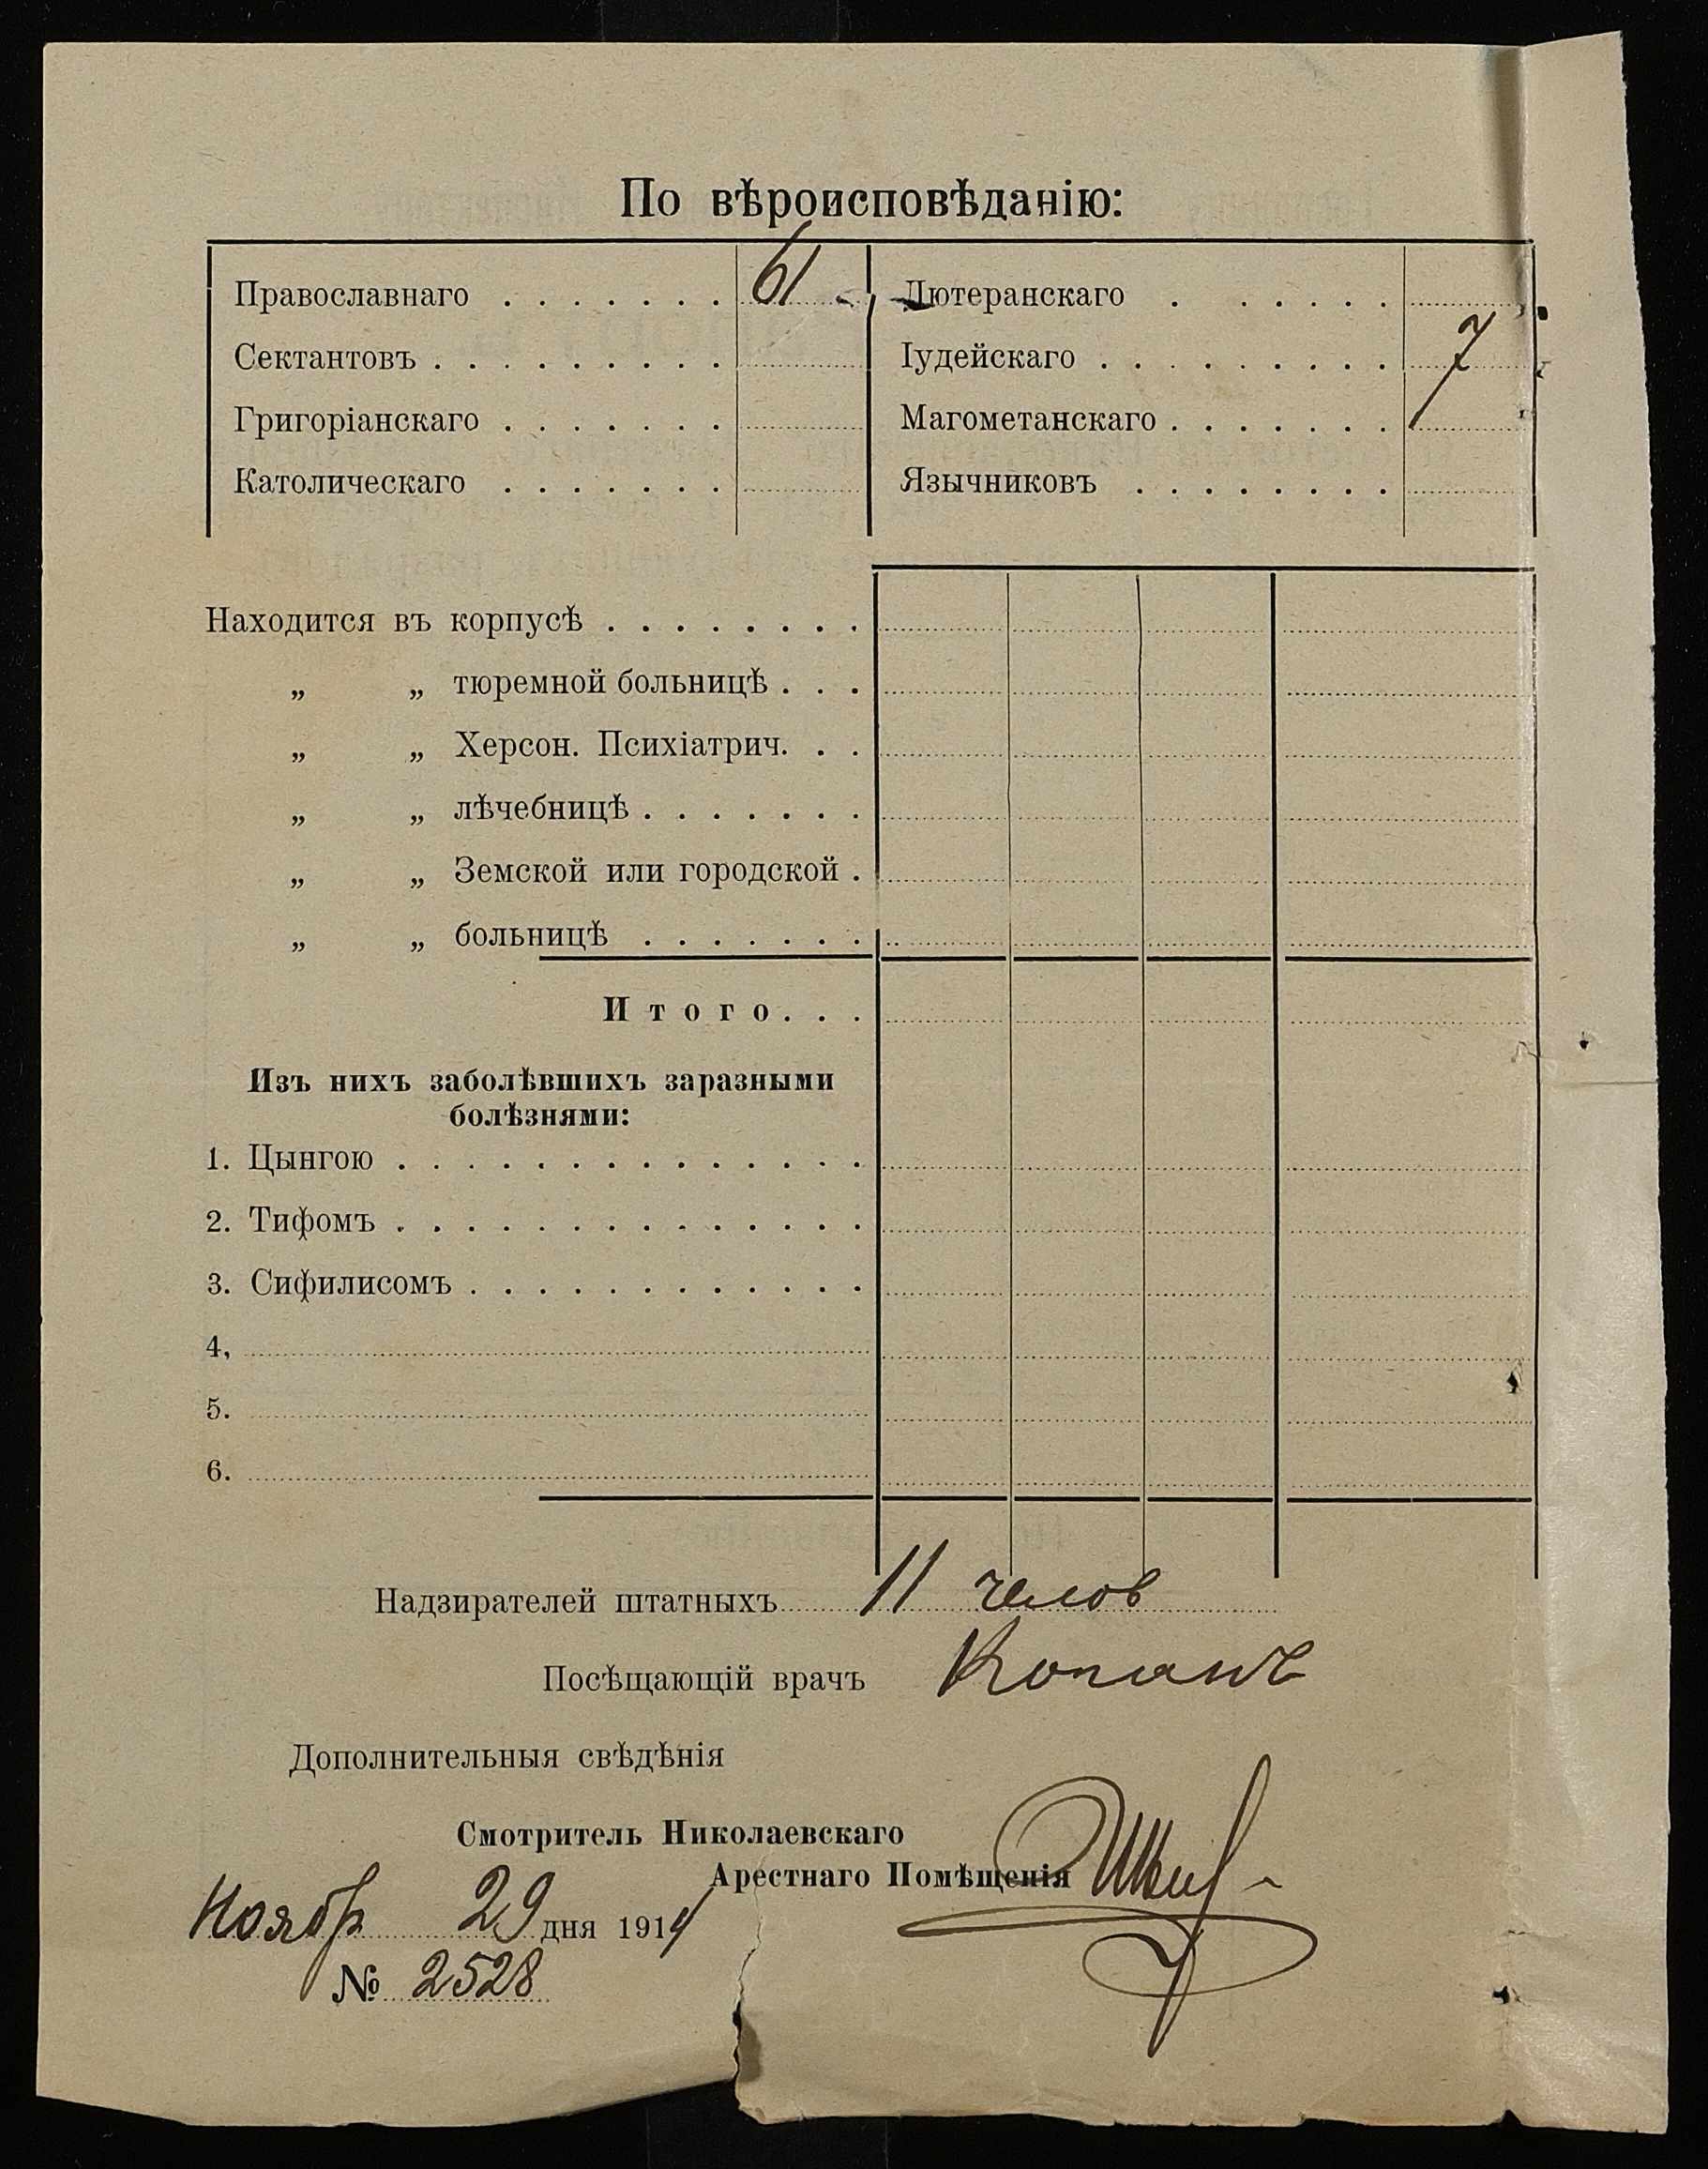 По вѣроисповѣданію:
Православнаго . . . . . . . 61
Сектантовъ . . . . . . . . .
Григоріанскаго . . . . . . .
Католическаго . . . . . . .
Лютеранскаго . . . . . .
Іудейскаго . . . . . . . . . 7
Магометанскаго . . . . . . .
Язычниковъ . . . . . . . .
Находится въ корпусѣ . . . . . . . .
„ „ тюремной больницѣ . . .
„ „ Херсон. Психіатрич. . .
„ „ лѣчебницѣ . . . . . . .
„ „ Земской или городской .
„ „ больницѣ . . . . . . .
Итого. . .
Изъ нихъ заболѣвшихъ заразными
болѣзнями:
1. Цынгою . . . . . . . . . . . . . .
2. Тифомъ . . . . . . . . . . . . . .
3. Сифилисомъ . . . . . . . . . . . .
4,
5.
6.
Надзирателей штатныхъ 11 челов
Посѣщающій врачъ Копанъ
Дополнительныя свѣдѣнія
Смотритель Николаевскаго
Арестнаго Помѣщенія
Ноябр 29 дня 1914
№ 2528